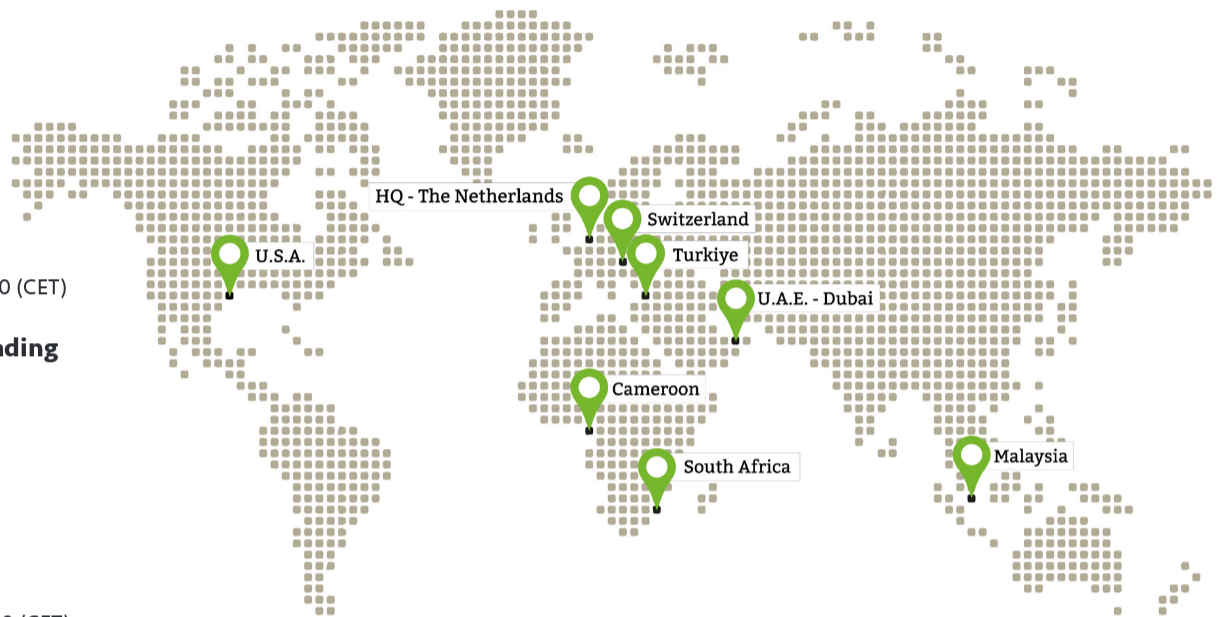 HQ - The Netherlands
Switzerland
U.S.A.
Turkiye
0 (CET)
U.A.E. - Dubai
nding
Cameroon
Malaysia
South Africa